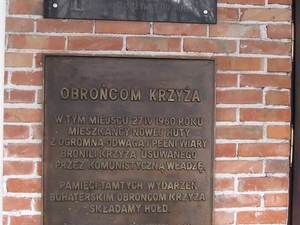 OBROŃCOM KRZYŻA
W TYM MIEJSCU 27 IV 1960 ROKU
MIESZKAŃCY NOWEJ HUTY
Z OGROMNĄ ODWAGĄ I PEŁNI WIARY
BRONILI KRZYŻA USUWANEGO
PRZEZ KOMUNISTYCZNĄ WŁADZĘ.
PAMIĘCI TAMTYCH WYDARZEŃ
BOHATERSKIM OBROŃCOM KRZYŻA
SKŁADAMY HOŁD